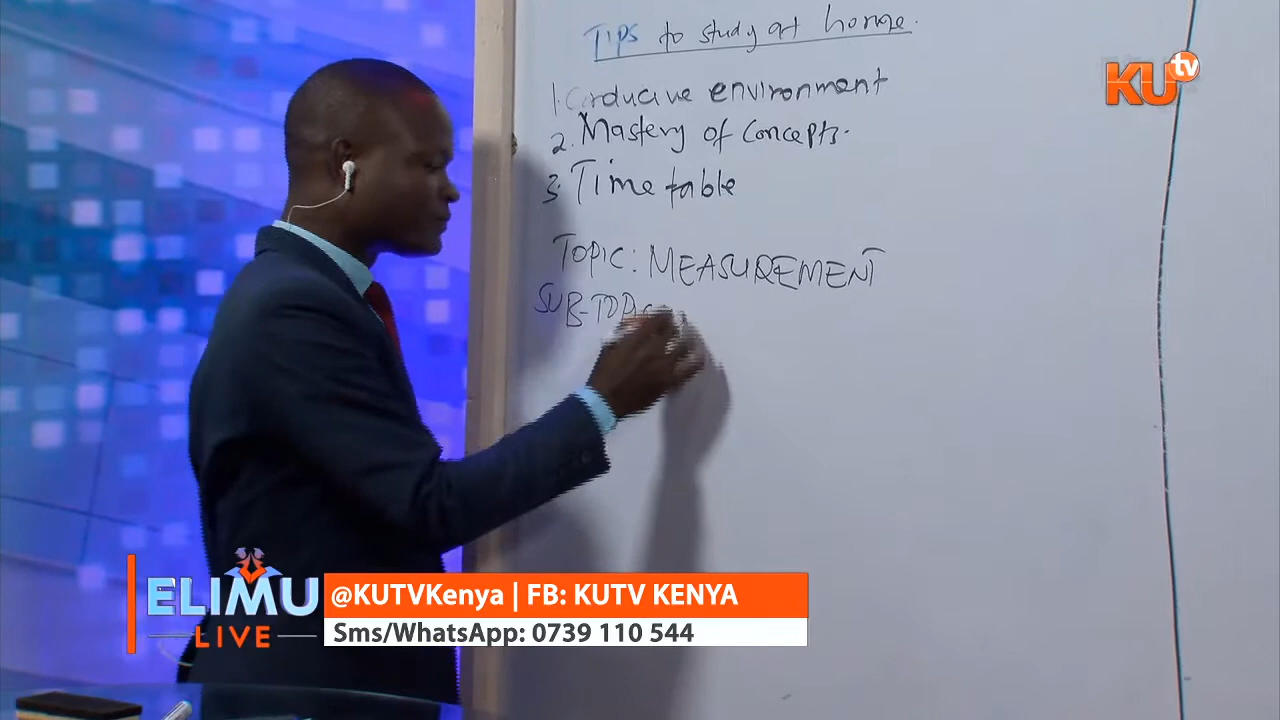 TIPS to study at home.
1. Conducive environment
2. Mastery of concepts.
3. Time table
TOPIC: MEASUREMENT
SUB-TOPIC
KU tv
ELIMU
LIVE
@KUTVKenya | FB: KUTV KENYA
Sms/WhatsApp: 0739 110 544